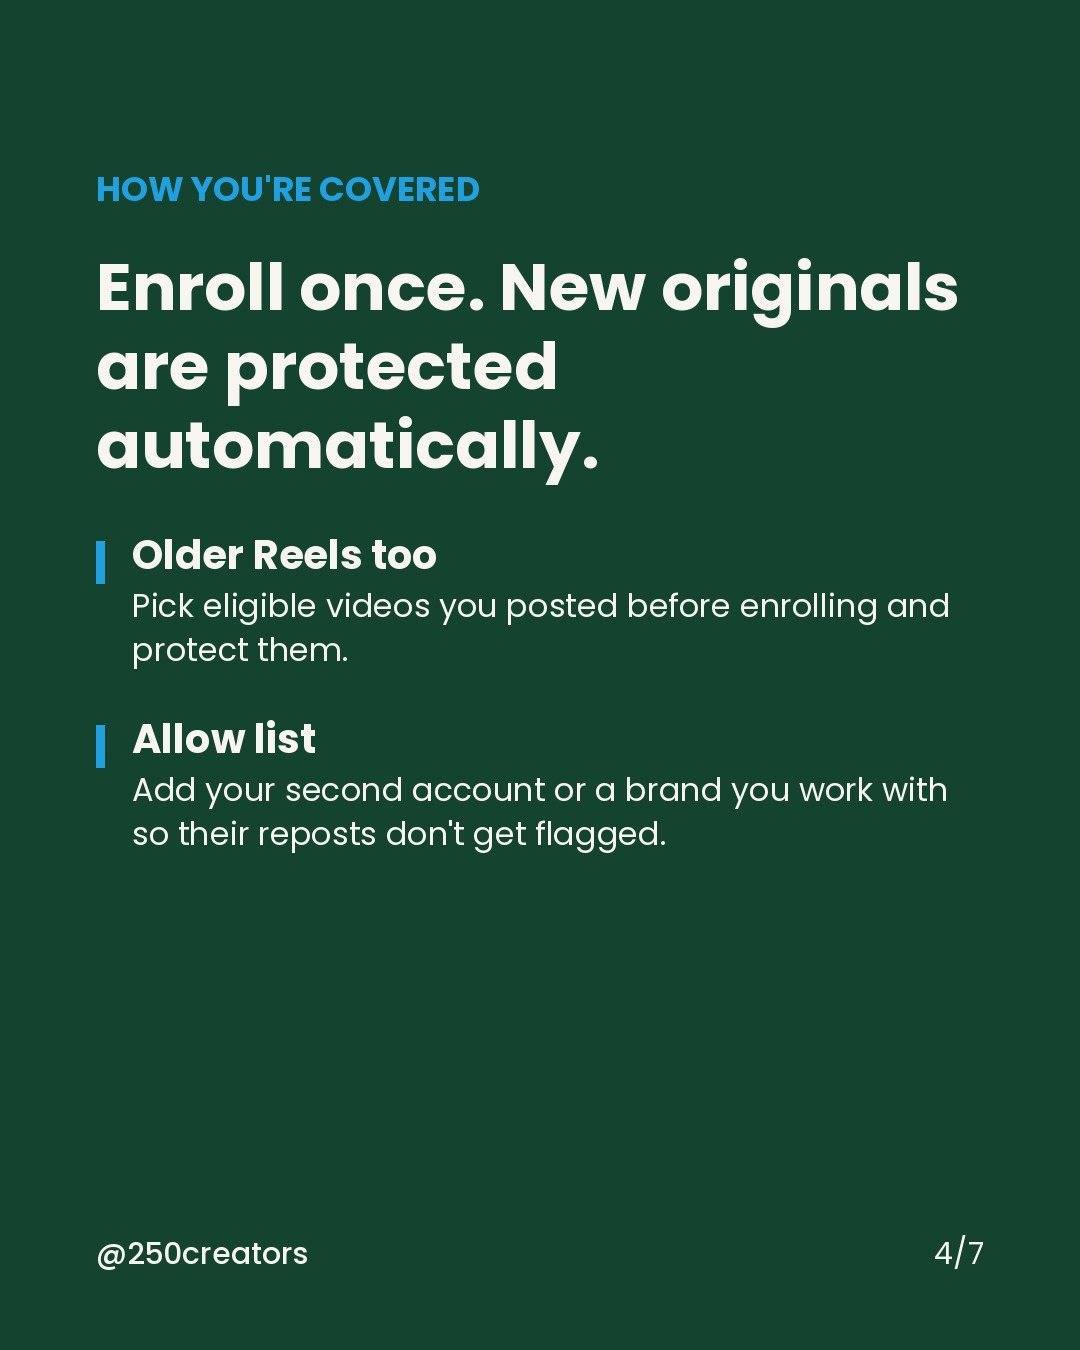 HOW YOU'RE COVERED
Enroll once. New originals
are protected
automatically.
Older Reels too
Pick eligible videos you posted before enrolling and
protect them.
Allow list
Add your second account or a brand you work with
so their reposts don't get flagged.
@250creators
4/7